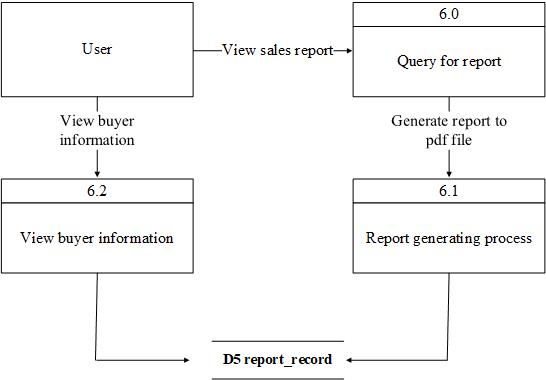 6.0
User
View sales report
Query for report
View buyer
information
Generate report to
pdf file
6.2
6.1
View buyer information
Report generating process
D5 report_record